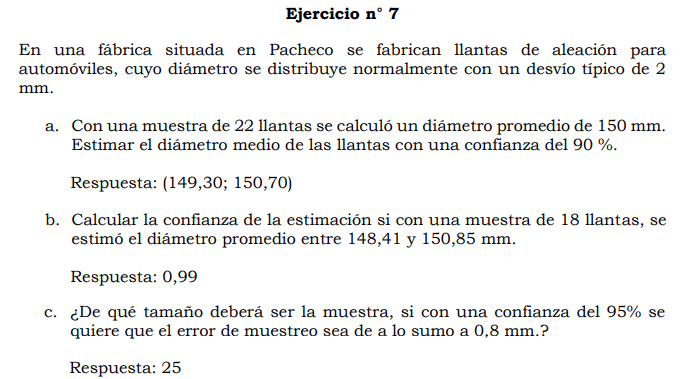 Ejercicio n° 7
En una fábrica situada en Pacheco se fabrican llantas de aleación para
automóviles, cuyo diámetro se distribuye normalmente con un desvío típico de 2
mm.
a. Con una muestra de 22 llantas se calculó un diámetro promedio de 150 mm.
Estimar el diámetro medio de las llantas con una confianza del 90 %.
Respuesta: (149,30; 150,70)
b. Calcular la confianza de la estimación si con una muestra de 18 llantas, se
estimó el diámetro promedio entre 148,41 y 150,85 mm.
Respuesta: 0,99
c. ¿De qué tamaño deberá ser la muestra, si con una confianza del 95% se
quiere que el error de muestreo sea de a lo sumo a 0,8 mm.?
Respuesta: 25